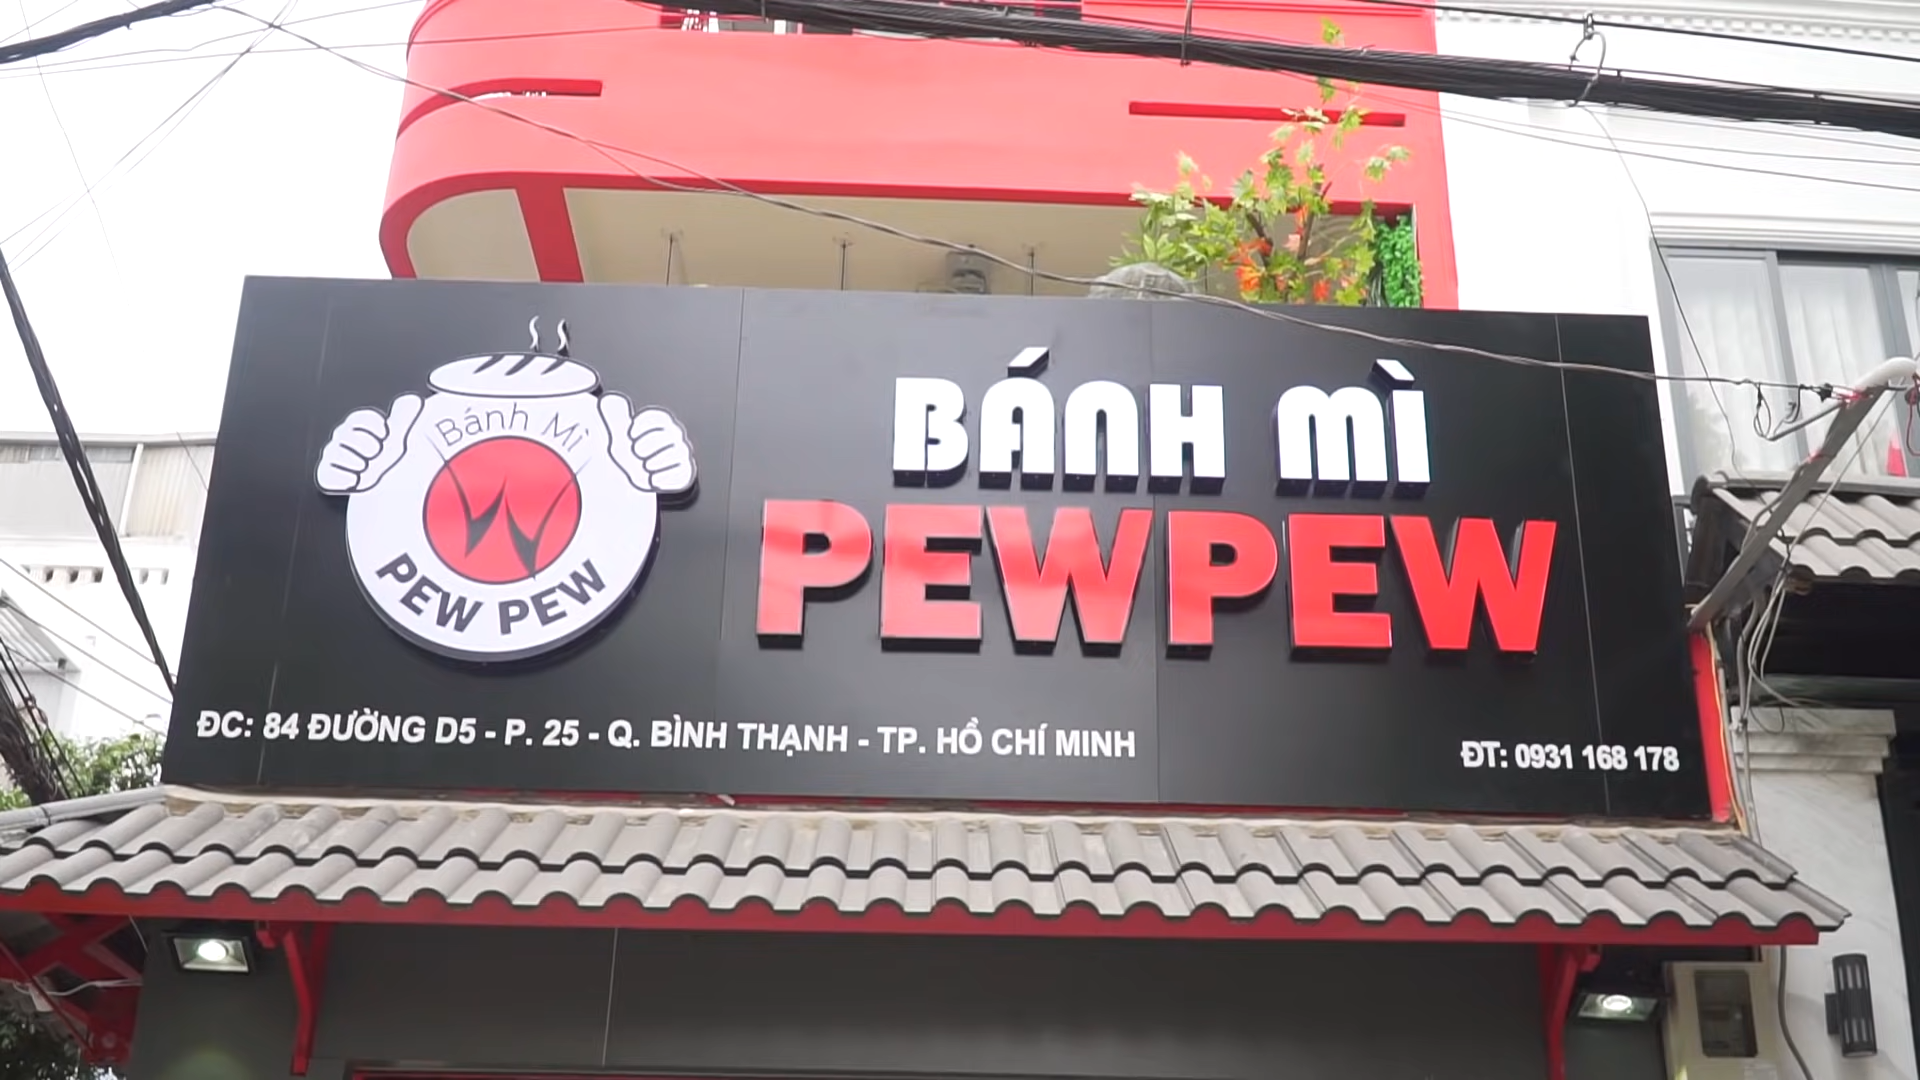 Bánh Mì
PEW PEW
BÁNH MÌ
PEWPEW
ĐC: 84 ĐƯỜNG D5 - P. 25 - Q. BÌNH THẠNH - TP. HỒ CHÍ MINH
ĐT: 0931 168 178